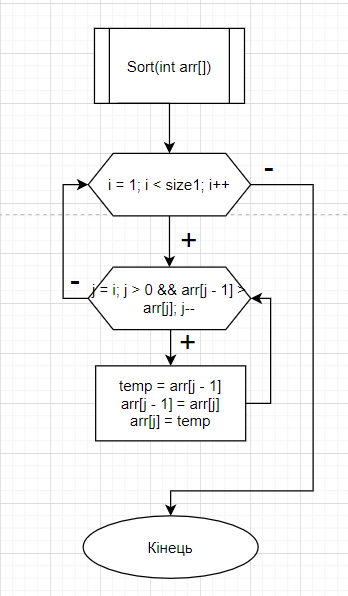 Sort(int arr[])
i = 1; i < size1; i++
-
+
j = i; j > 0 && arr[j - 1] >
arr[j]; j--
-
+
temp = arr[j - 1]
arr[j - 1] = arr[j]
arr[j] = temp
Кінець